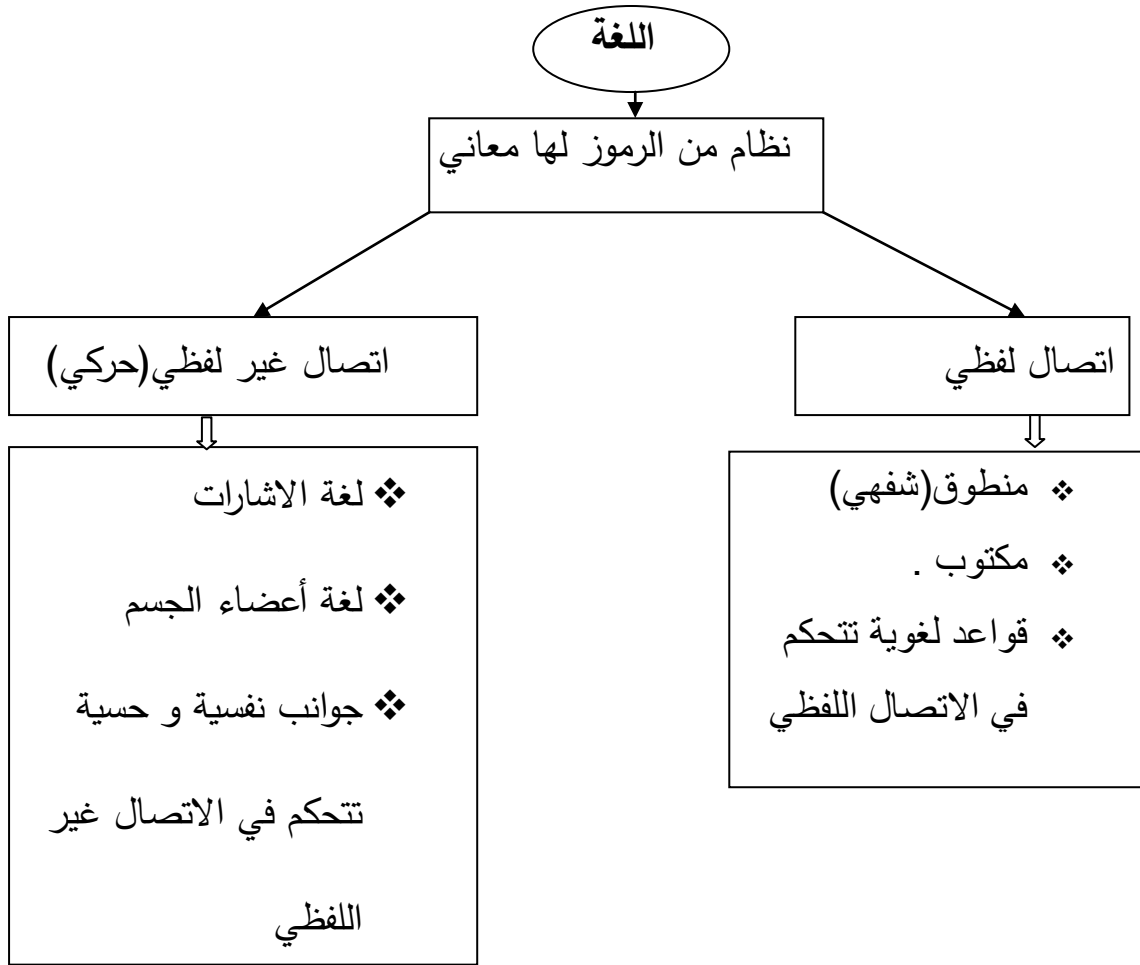 اللغة
نظام من الرموز لها معاني
اتصال لفظي
اتصال غير لفظي(حركي)
❖ منطوق(شفهي)
❖ مكتوب .
❖ قواعد لغوية تتحكم
في الاتصال اللفظي
❖ لغة الاشارات
❖ لغة أعضاء الجسم
❖ جوانب نفسية و حسية
تتحكم في الاتصال غير
اللفظي